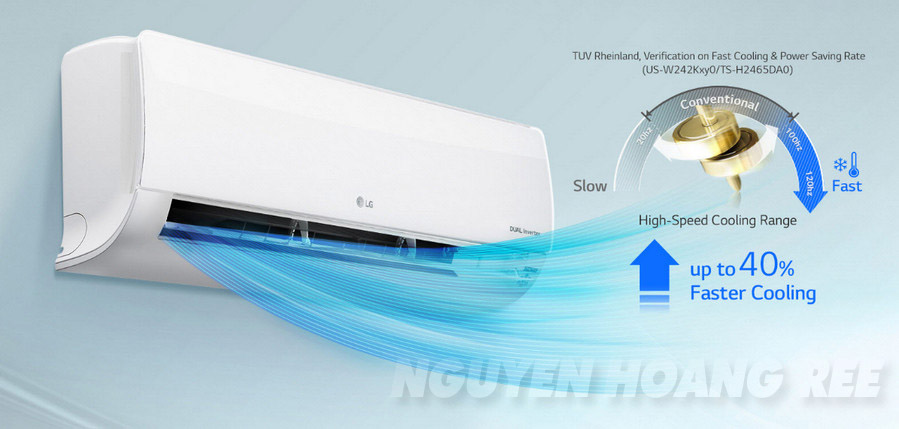 TUV Rheinland, Verification on Fast Cooling & Power Saving Rate
(US-W242Kxy0/TS-H2465DA0)
Conventional
30hz
100hz
120hz
Slow
Fast
High-Speed Cooling Range
LG
DUAL Inverter
up to 40%
Faster Cooling
NGUYEN HOANG REE